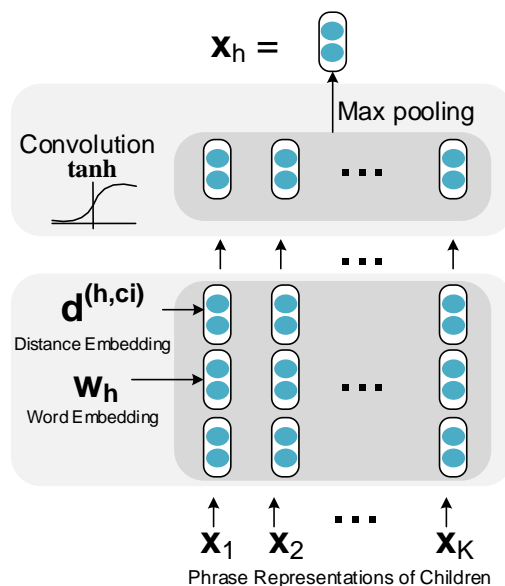 x_h =
Max pooling
Convolution
tanh
...
...
d^(h,ci)
Distance Embedding
w_h
Word Embedding
...
...
x_1 x_2 x_K
Phrase Representations of Children